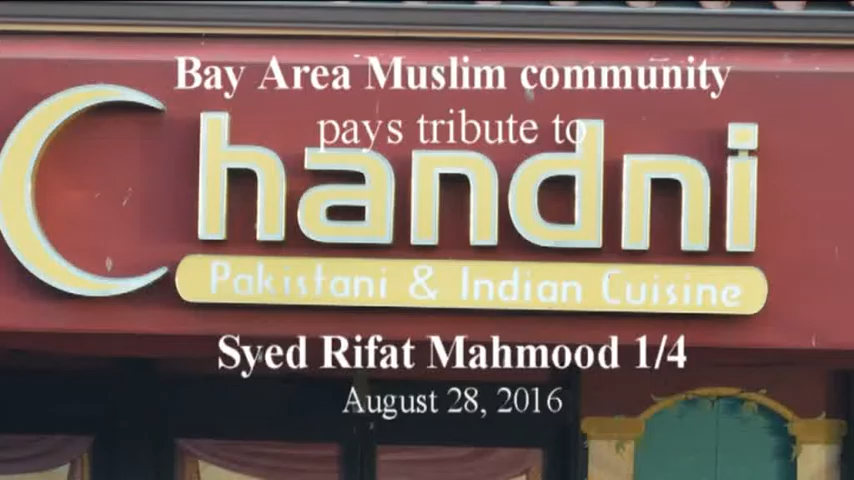 Bay Area Muslim community
pays tribute to
Chandni
Pakistani & Indian Cuisine
Syed Rifat Mahmood 1/4
August 28, 2016